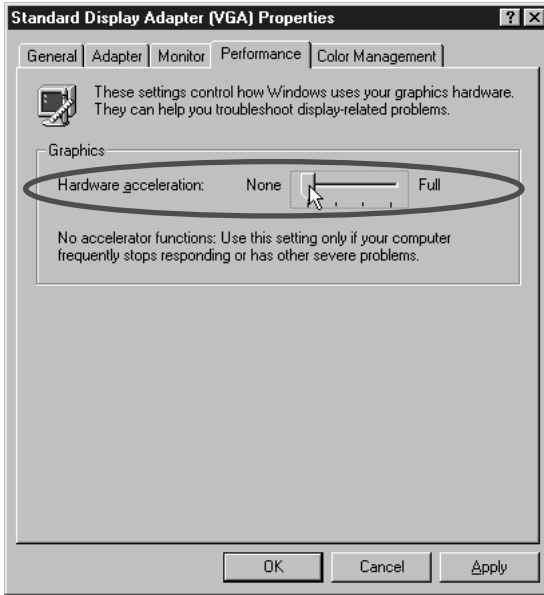 Standard Display Adapter (VGA) Properties
General Adapter Monitor Performance Color Management
These settings control how Windows uses your graphics hardware.
They can help you troubleshoot display-related problems.
Graphics
Hardware acceleration: None Full
No accelerator functions: Use this setting only if your computer
frequently stops responding or has other severe problems.
OK Cancel Apply